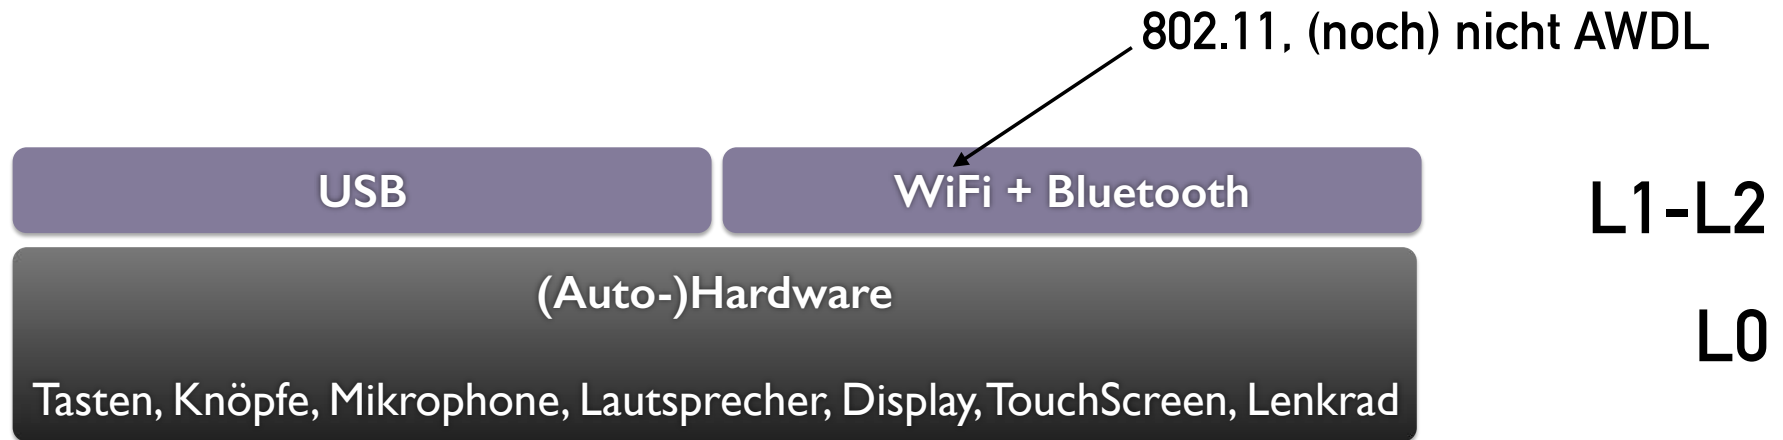 802.11, (noch) nicht AWDL
USB
WiFi + Bluetooth
L1-L2
(Auto-)Hardware
L0
Tasten, Knöpfe, Mikrophone, Lautsprecher, Display, TouchScreen, Lenkrad